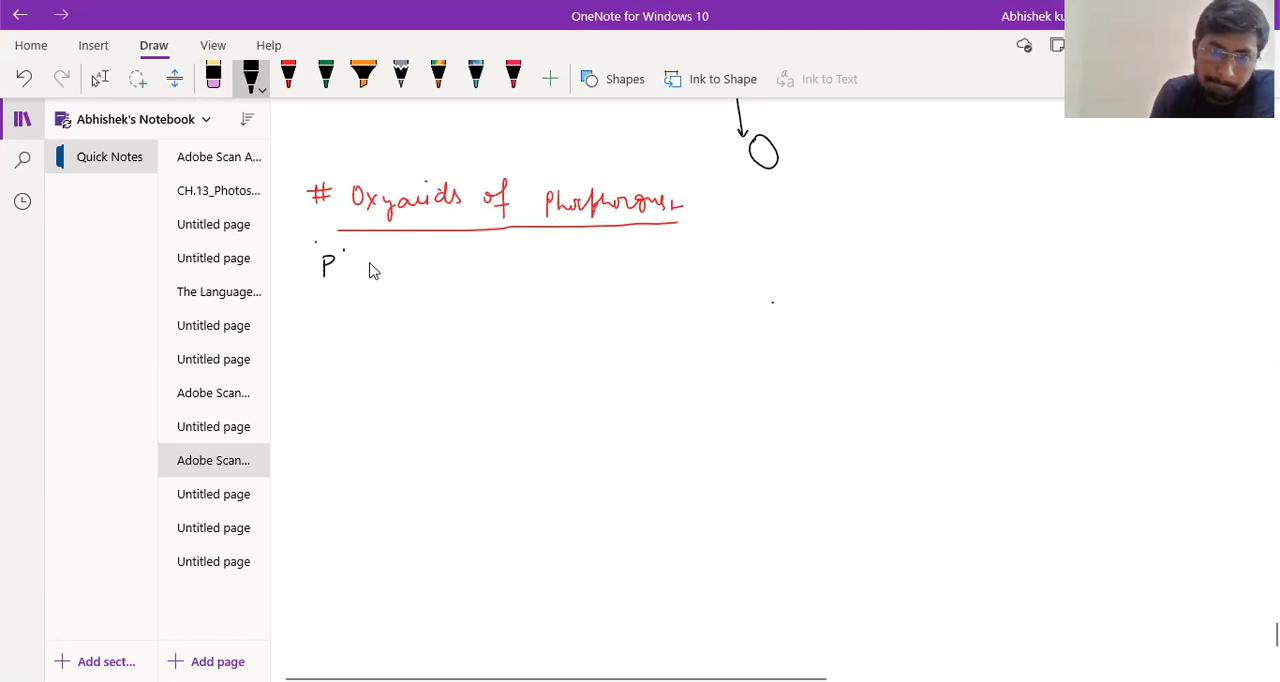 OneNote for Windows 10
Abhishek ku
Home Insert Draw View Help
Shapes Ink to Shape Ink to Text
Abhishek's Notebook
Quick Notes
Adobe Scan A...
CH.13_Photos...
Untitled page
Untitled page
The Language...
Untitled page
Untitled page
Adobe Scan...
Untitled page
Adobe Scan...
Untitled page
Untitled page
Untitled page
Add sect...
Add page
O
# Oxyacids of Phosphorous
P